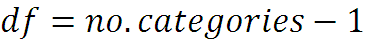 df = no. categories − 1